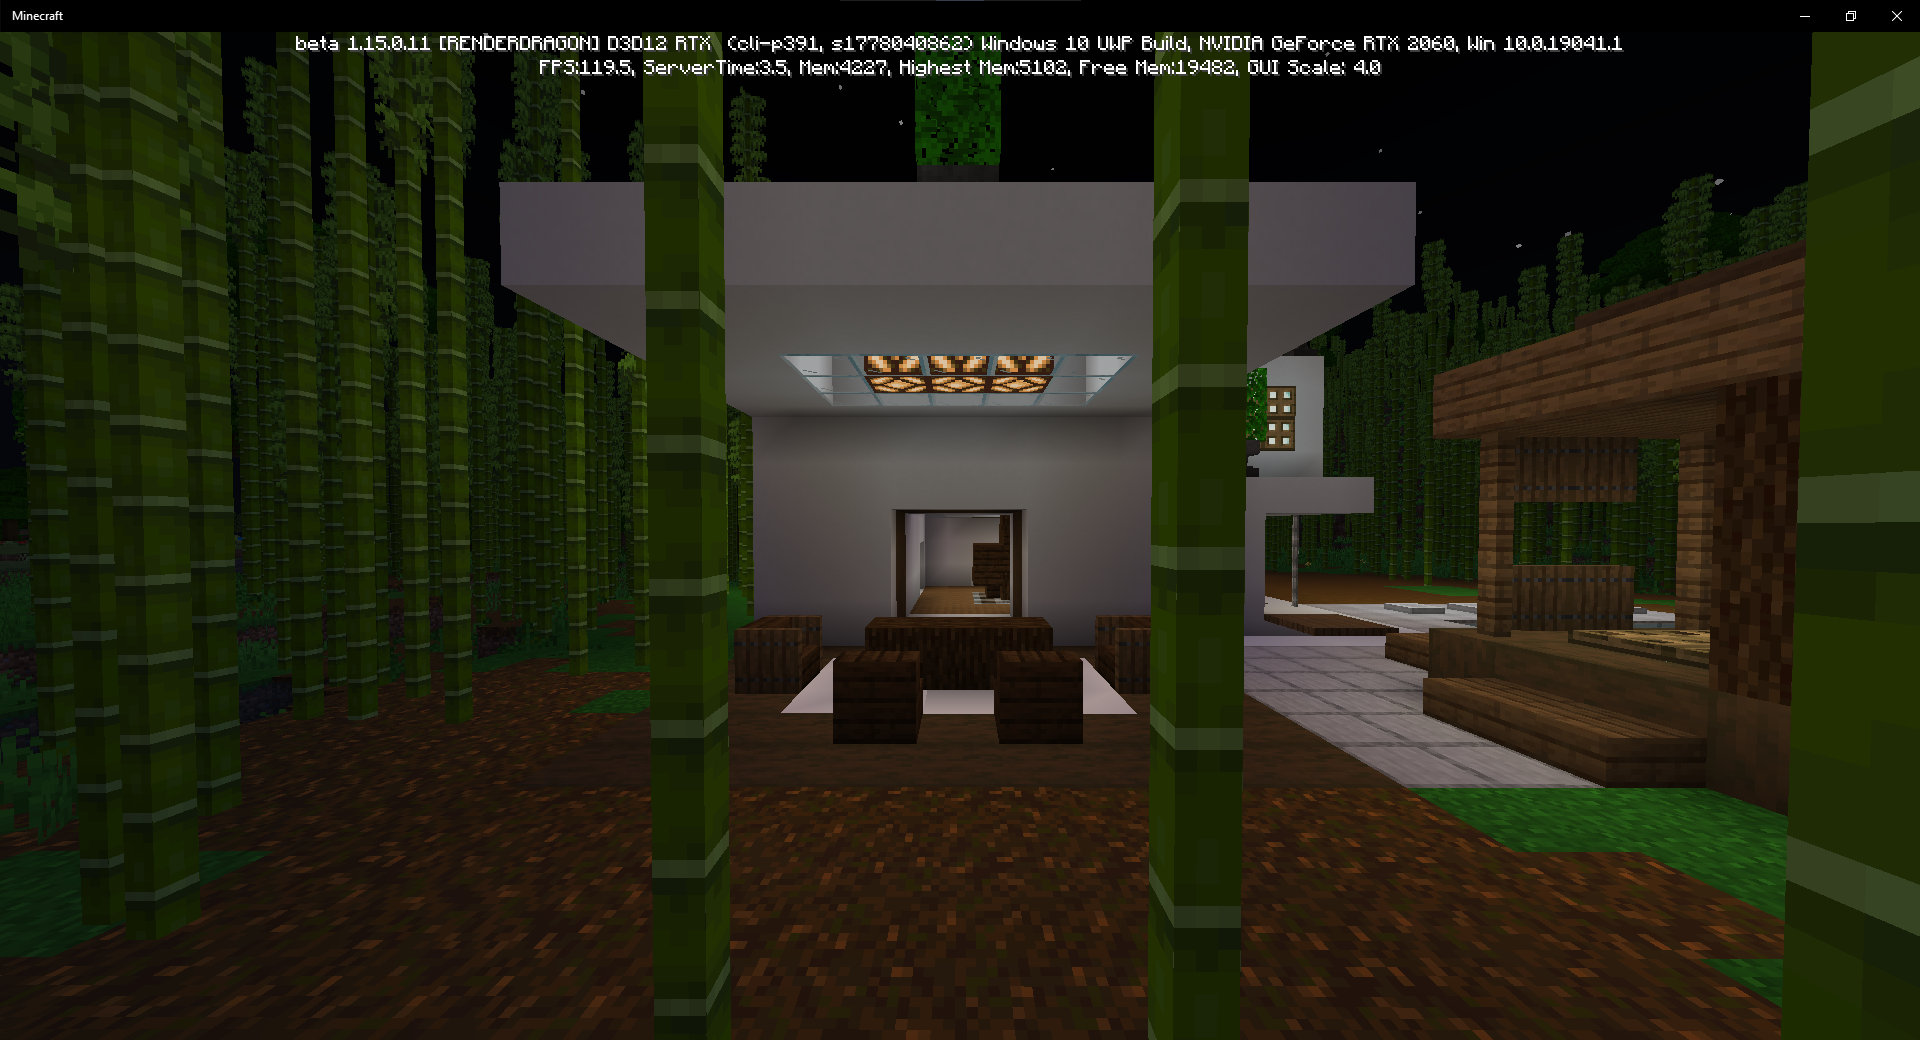 Minecraft
beta 1.15.0.11 [RENDERDRAGON] D3D12 RTX (cli-p391, s1778040862) Windows 10 UWP Build, NVIDIA GeForce RTX 2060, Win 10.0.19041.1
FPS:119.5, ServerTime:3.5, Mem:4227, Highest Mem:5102, Free Mem:19482, GUI Scale: 4.0